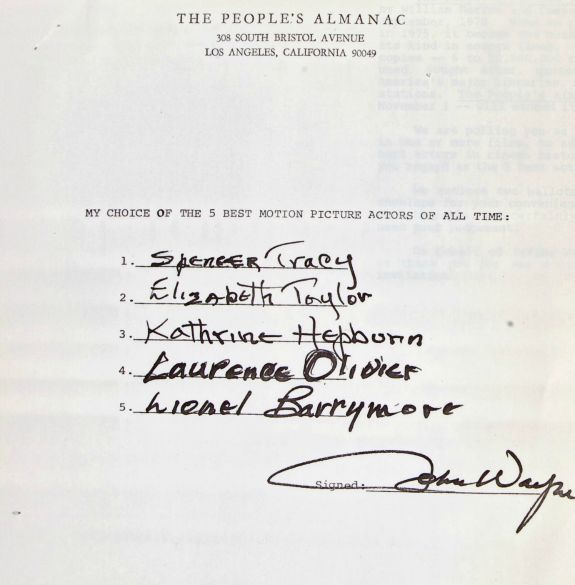 THE PEOPLE'S ALMANAC
308 SOUTH BRISTOL AVENUE
LOS ANGELES, CALIFORNIA 90049
MY CHOICE OF THE 5 BEST MOTION PICTURE ACTORS OF ALL TIME:
1. SPENCER Tracy
2. Elizabeth Taylor
3. Kathrine Hepburn
4. Laurence Olivier
5. Lionel Barrymore
Signed: John Wayne